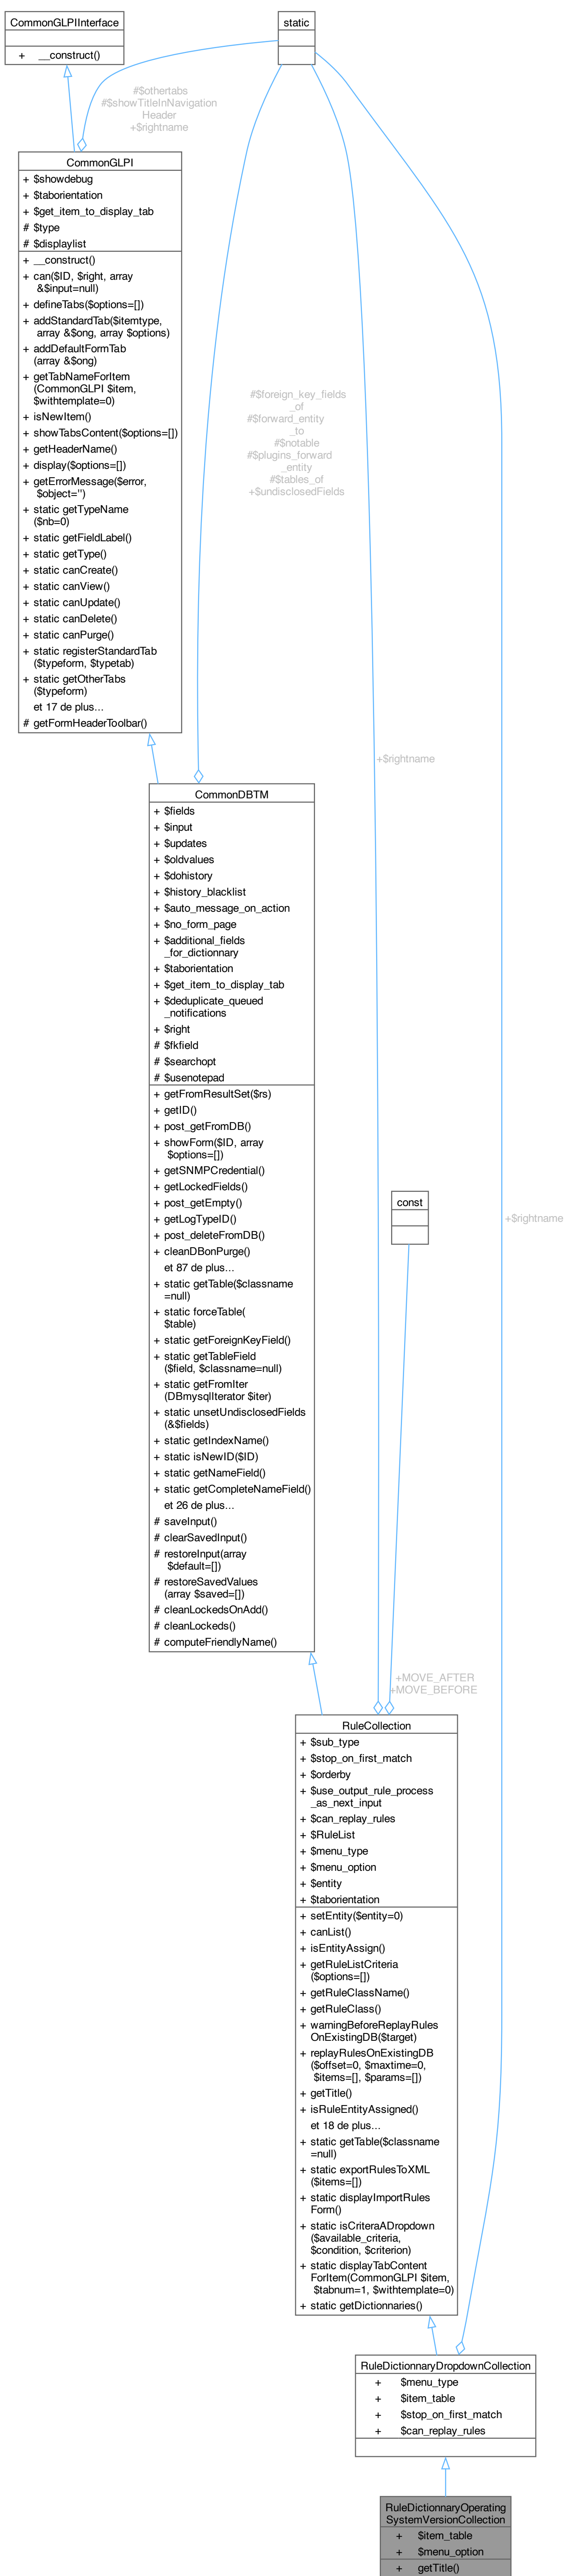 CommonGLPIInterface
+ __construct()
static
#$othertabs
#$showTitleInNavigation
Header
+$rightname
CommonGLPI
+ $showdebug
+ $taborientation
+ $get_item_to_display_tab
# $type
# $displaylist
+ __construct()
+ can($ID, $right, array
&$input=null)
+ defineTabs($options=[])
+ addStandardTab($itemtype,
array &$ong, array $options)
+ addDefaultFormTab
(array &$ong)
+ getTabNameForItem
(CommonGLPI $item,
$withtemplate=0)
+ isNewItem()
+ showTabsContent($options=[])
+ getHeaderName()
+ display($options=[])
+ getErrorMessage($error,
$object='')
+ static getTypeName
($nb=0)
+ static getFieldLabel()
+ static getType()
+ static canCreate()
+ static canView()
+ static canUpdate()
+ static canDelete()
+ static canPurge()
+ static registerStandardTab
($typeform, $typetab)
+ static getOtherTabs
($typeform)
et 17 de plus...
# getFormHeaderToolbar()
#$foreign_key_fields
_of
#$forward_entity
_to
#$notable
#$plugins_forward
_entity
#$tables_of
+$undisclosedFields
+$rightname
CommonDBTM
+ $fields
+ $input
+ $updates
+ $oldvalues
+ $dohistory
+ $history_blacklist
+ $auto_message_on_action
+ $no_form_page
+ $additional_fields
_for_dictionnary
+ $taborientation
+ $get_item_to_display_tab
+ $deduplicate_queued
_notifications
+ $right
# $fkfield
# $searchopt
# $usenotepad
+ getFromResultSet($rs)
+ getID()
+ post_getFromDB()
+ showForm($ID, array
$options=[])
+ getSNMPCredential()
+ getLockedFields()
+ post_getEmpty()
+ getLogTypeID()
+ post_deleteFromDB()
+ cleanDBonPurge()
et 87 de plus...
+ static getTable($classname
=null)
+ static forceTable(
$table)
+ static getForeignKeyField()
+ static getTableField
($field, $classname=null)
+ static getFromIter
(DBmysqlIterator $iter)
+ static unsetUndisclosedFields
(&$fields)
+ static getIndexName()
+ static isNewID($ID)
+ static getNameField()
+ static getCompleteNameField()
et 26 de plus...
# saveInput()
# clearSavedInput()
# restoreInput(array
$default=[])
# restoreSavedValues
(array $saved=[])
# cleanLockedsOnAdd()
# cleanLockeds()
# computeFriendlyName()
const
+$rightname
+MOVE_AFTER
+MOVE_BEFORE
RuleCollection
+ $sub_type
+ $stop_on_first_match
+ $orderby
+ $use_output_rule_process
_as_next_input
+ $can_replay_rules
+ $RuleList
+ $menu_type
+ $menu_option
+ $entity
+ $taborientation
+ setEntity($entity=0)
+ canList()
+ isEntityAssign()
+ getRuleListCriteria
($options=[])
+ getRuleClassName()
+ getRuleClass()
+ warningBeforeReplayRules
OnExistingDB($target)
+ replayRulesOnExistingDB
($offset=0, $maxtime=0,
$items=[], $params=[])
+ getTitle()
+ isRuleEntityAssigned()
et 18 de plus...
+ static getTable($classname
=null)
+ static exportRulesToXML
($items=[])
+ static displayImportRules
Form()
+ static isCriteraADropdown
($available_criteria,
$condition, $criterion)
+ static displayTabContent
ForItem(CommonGLPI $item,
$tabnum=1, $withtemplate=0)
+ static getDictionnaries()
RuleDictionnaryDropdownCollection
+ $menu_type
+ $item_table
+ $stop_on_first_match
+ $can_replay_rules
RuleDictionnaryOperating
SystemVersionCollection
+ $item_table
+ $menu_option
+ getTitle()